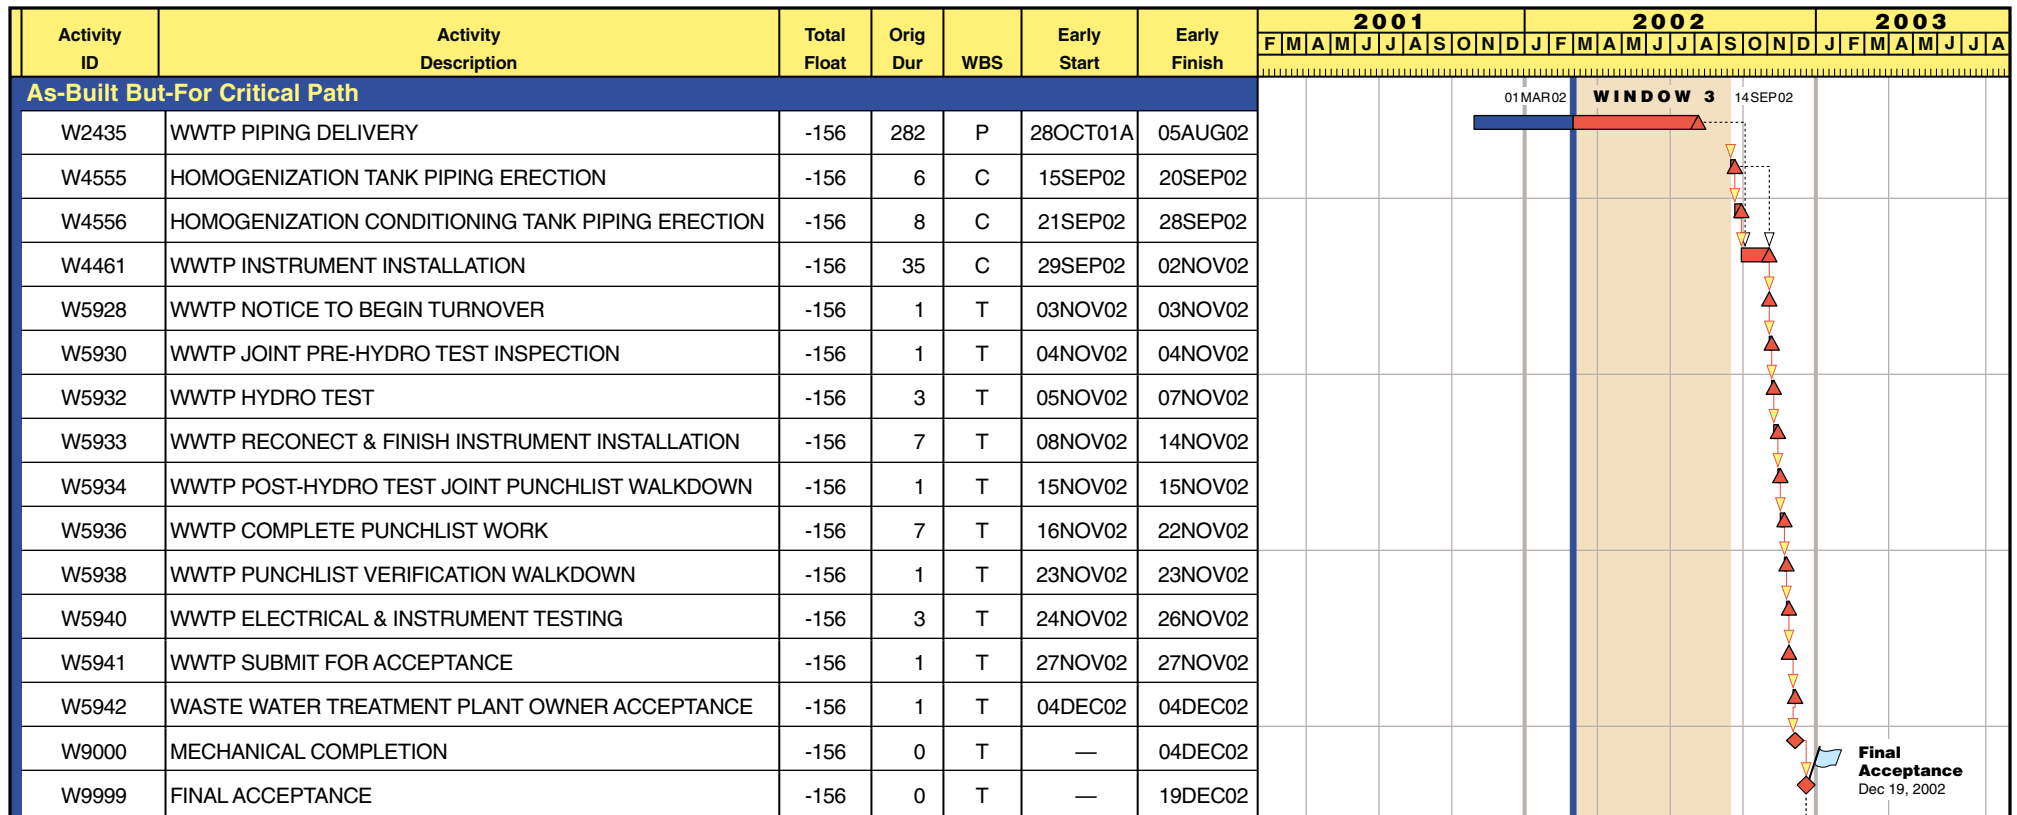 Activity ID Activity Description Total Float Orig Dur WBS Early Start Early Finish
2001 2002 2003
F M A M J J A S O N D J F M A M J J A S O N D J F M A M J J A
As-Built But-For Critical Path
01MAR02 WINDOW 3 14SEP02
W2435 WWTP PIPING DELIVERY -156 282 P 28OCT01A 05AUG02
W4555 HOMOGENIZATION TANK PIPING ERECTION -156 6 C 15SEP02 20SEP02
W4556 HOMOGENIZATION CONDITIONING TANK PIPING ERECTION -156 8 C 21SEP02 28SEP02
W4461 WWTP INSTRUMENT INSTALLATION -156 35 C 29SEP02 02NOV02
W5928 WWTP NOTICE TO BEGIN TURNOVER -156 1 T 03NOV02 03NOV02
W5930 WWTP JOINT PRE-HYDRO TEST INSPECTION -156 1 T 04NOV02 04NOV02
W5932 WWTP HYDRO TEST -156 3 T 05NOV02 07NOV02
W5933 WWTP RECONECT & FINISH INSTRUMENT INSTALLATION -156 7 T 08NOV02 14NOV02
W5934 WWTP POST-HYDRO TEST JOINT PUNCHLIST WALKDOWN -156 1 T 15NOV02 15NOV02
W5936 WWTP COMPLETE PUNCHLIST WORK -156 7 T 16NOV02 22NOV02
W5938 WWTP PUNCHLIST VERIFICATION WALKDOWN -156 1 T 23NOV02 23NOV02
W5940 WWTP ELECTRICAL & INSTRUMENT TESTING -156 3 T 24NOV02 26NOV02
W5941 WWTP SUBMIT FOR ACCEPTANCE -156 1 T 27NOV02 27NOV02
W5942 WASTE WATER TREATMENT PLANT OWNER ACCEPTANCE -156 1 T 04DEC02 04DEC02
W9000 MECHANICAL COMPLETION -156 0 T — 04DEC02
W9999 FINAL ACCEPTANCE -156 0 T — 19DEC02
Final
Acceptance
Dec 19, 2002